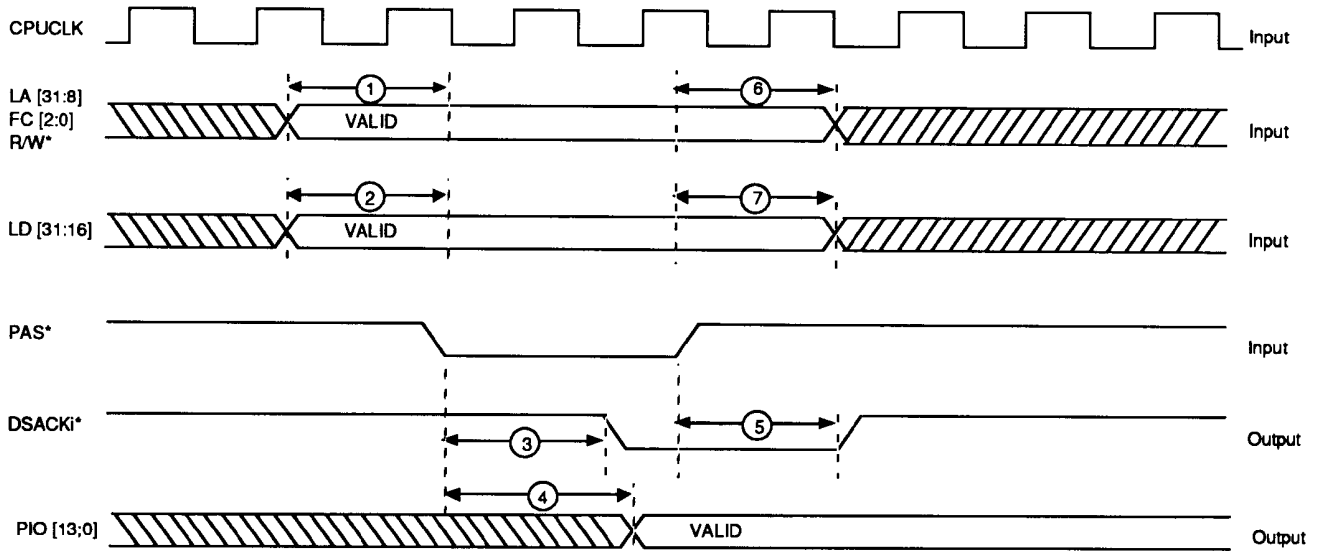 CPUCLK
Input
LA [31:8]
FC [2:0]
R/W*
1
6
VALID
Input
2
7
LD [31:16]
VALID
Input
PAS*
Input
DSACKi*
3
5
Output
4
PIO [13;0]
VALID
Output